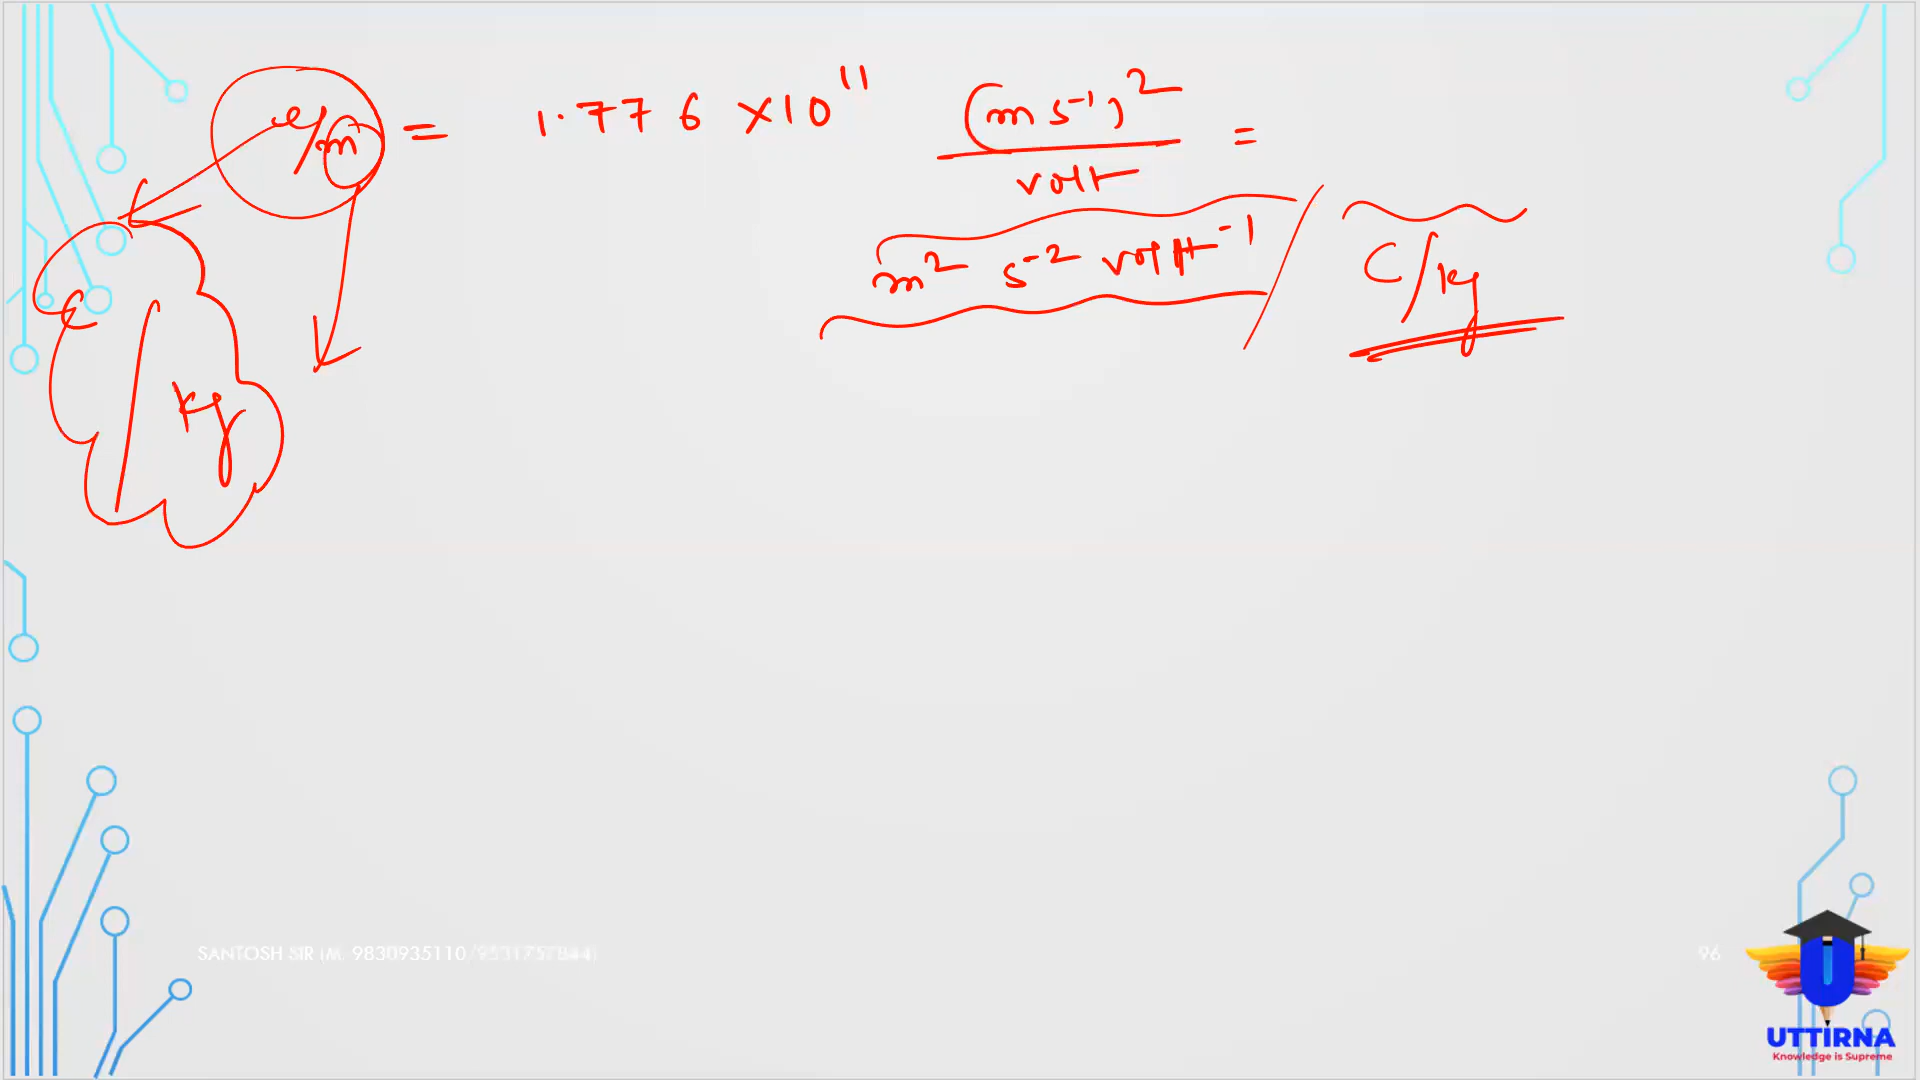 e/m = 1.776 ×10¹¹ (m s⁻¹)² / volt =
m² s⁻² volt⁻¹ / C/kg
C / kg
SANTOSH SIR (M. 9830935110/
96
UTTIRNA
Knowledge is Supreme